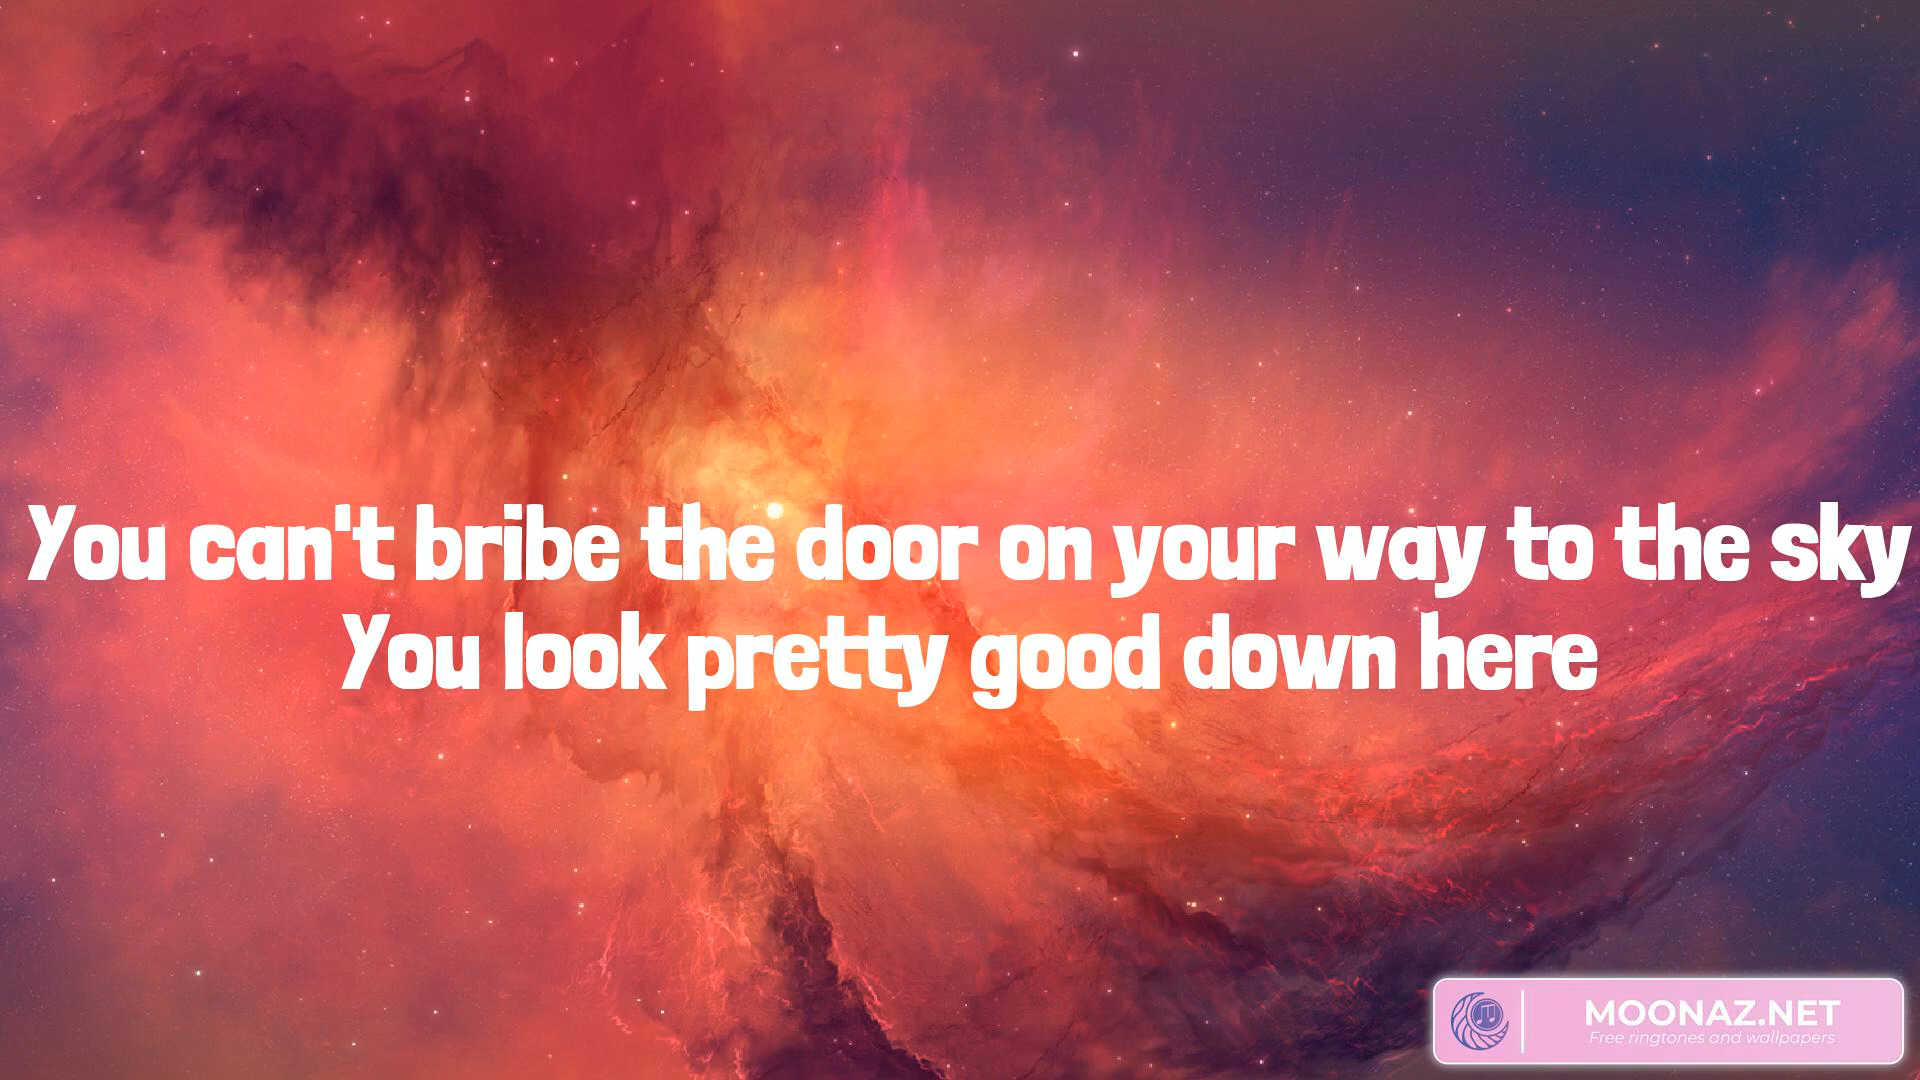 You can't bribe the door on your way to the sky
You look pretty good down here
MOONAZ.NET
Free ringtones and wallpapers